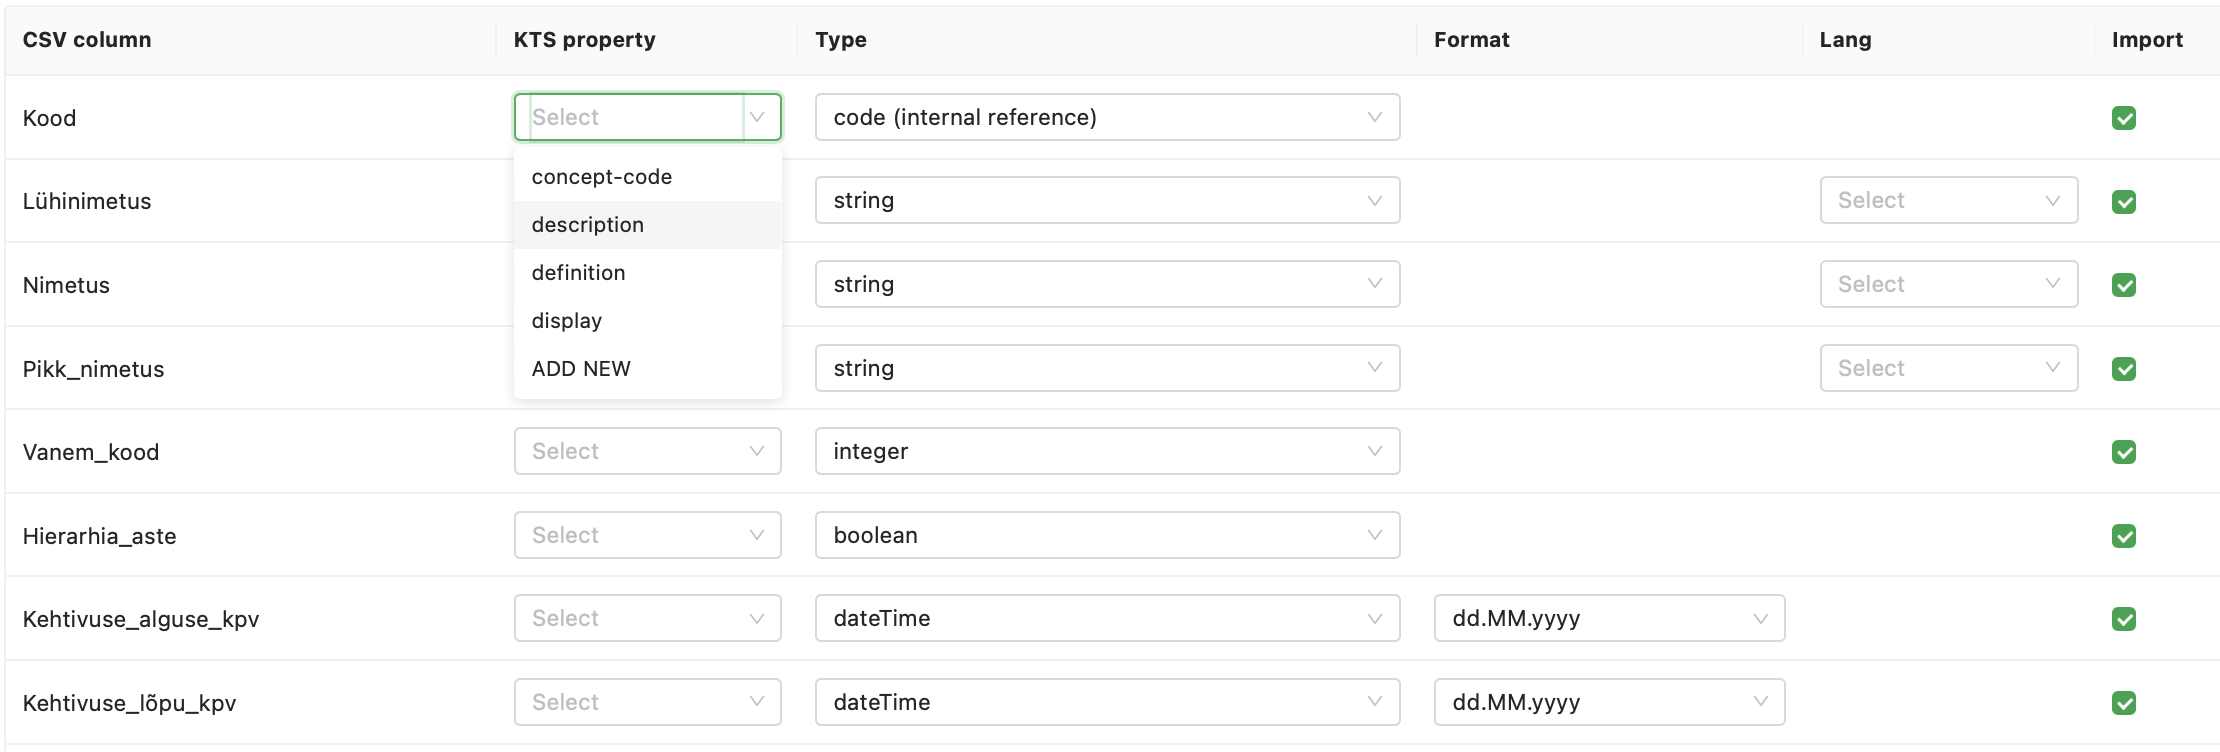 CSV column KTS property Type Format Lang Import
Kood Select code (internal reference)
concept-code
Lühinimetus string Select
description
definition
Nimetus string Select
display
Pikk_nimetus string Select
ADD NEW
Vanem_kood Select integer
Hierarhia_aste Select boolean
Kehtivuse_alguse_kpv Select dateTime dd.MM.yyyy
Kehtivuse_lõpu_kpv Select dateTime dd.MM.yyyy